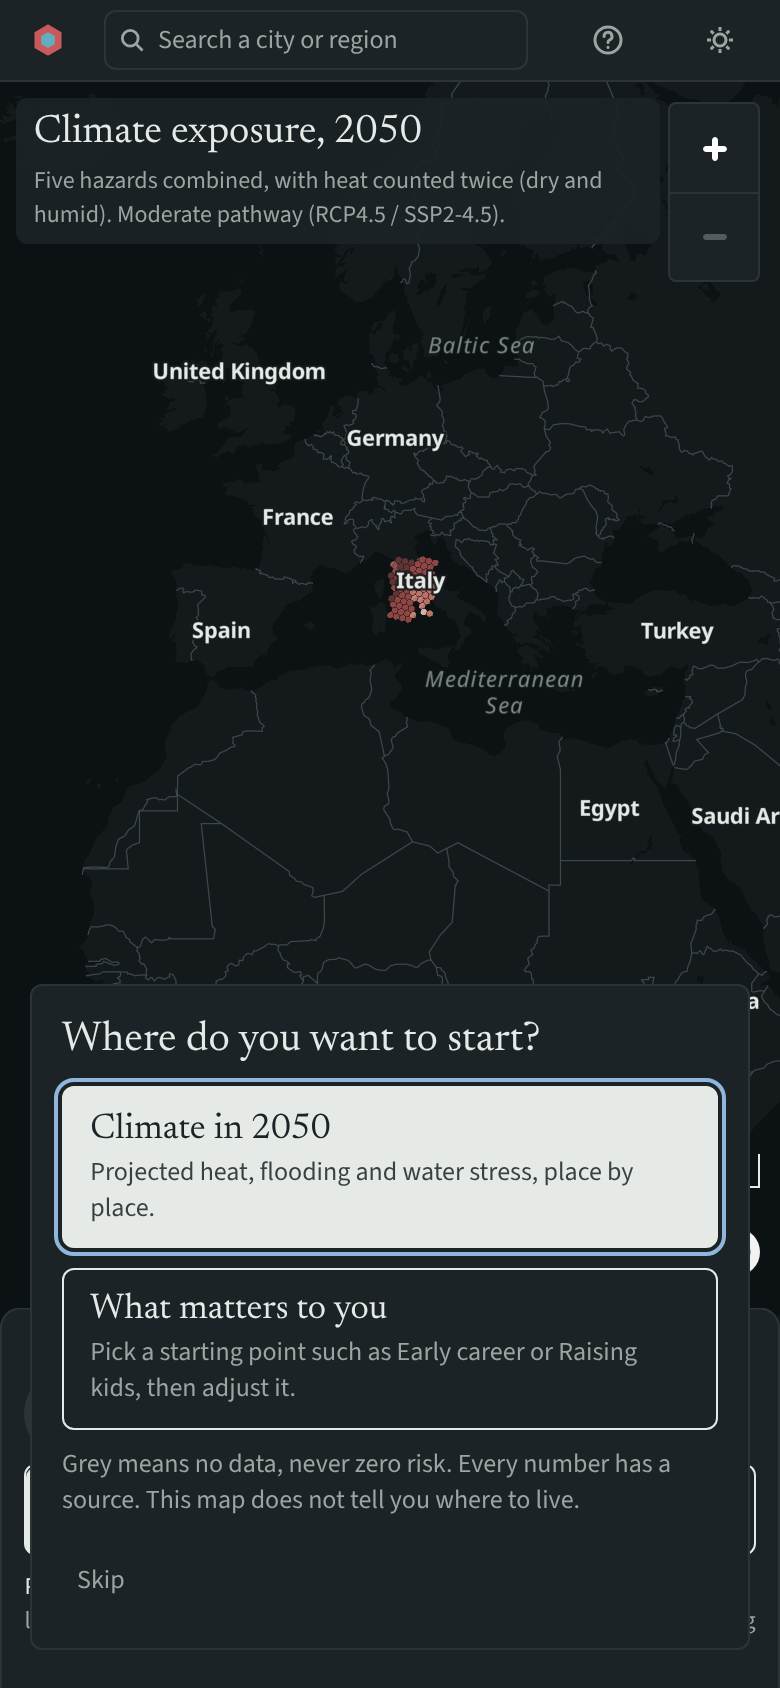 Search a city or region
Climate exposure, 2050
Five hazards combined, with heat counted twice (dry and
humid). Moderate pathway (RCP4.5 / SSP2-4.5).
Baltic Sea
United Kingdom
Germany
France
Italy
Spain
Turkey
Mediterranean
Sea
Egypt
Saudi Ar
a
Where do you want to start?
Climate in 2050
Projected heat, flooding and water stress, place by
place.
What matters to you
Pick a starting point such as Early career or Raising
kids, then adjust it.
Grey means no data, never zero risk. Every number has a
source. This map does not tell you where to live.
Skip